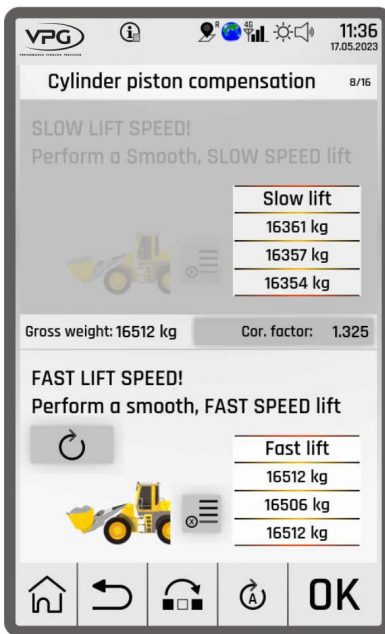 VPG
R
4G
11:36
17.05.2023
Cylinder piston compensation 8/16
SLOW LIFT SPEED!
Perform a Smooth, SLOW SPEED lift
Slow lift
16361 kg
16357 kg
16354 kg
Gross weight: 16512 kg Cor. factor: 1.325
FAST LIFT SPEED!
Perform a smooth, FAST SPEED lift
Fast lift
16512 kg
16506 kg
16512 kg
A
OK